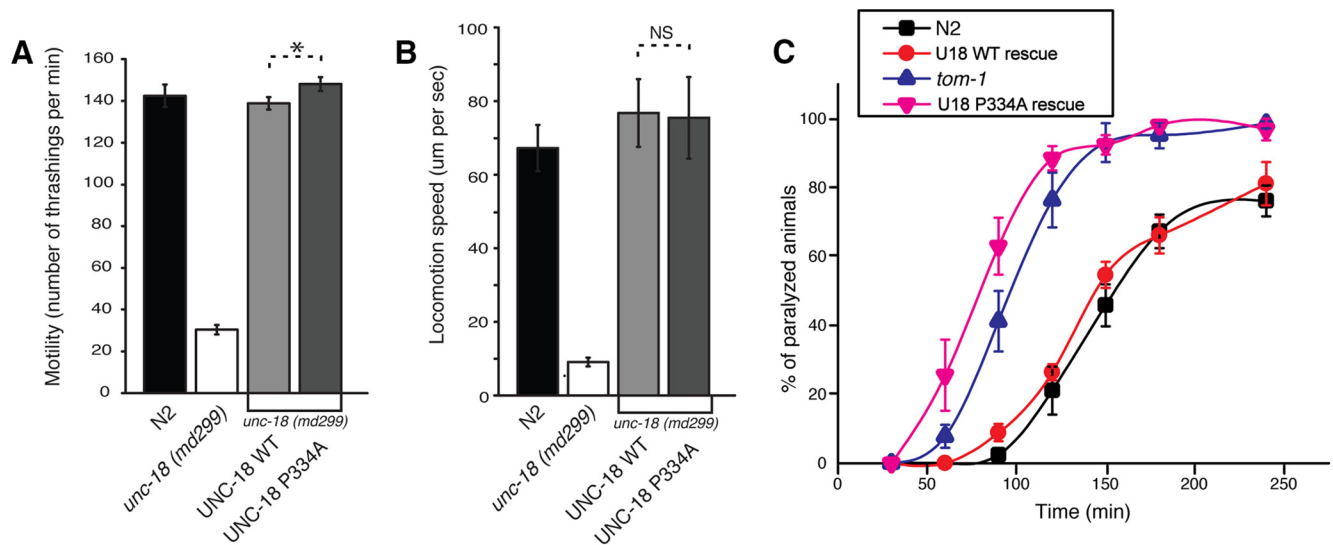 A
Motility (number of thrashings per min)
160
140
120
100
160
60
40
20
0
*
N2
unc-18 (md299)
unc-18 (md299)
UNC-18 WT
UNC-18 P334A
B
Locomotion speed (um per sec)
100
80
60
40
20
0
NS
N2
unc-18 (md299)
unc-18 (md299)
UNC-18 WT
UNC-18 P334A
C
N2
U18 WT rescue
tom-1
U18 P334A rescue
% of paralyzed animals
100
80
60
40
20
0
0
50
100
150
200
250
Time (min)